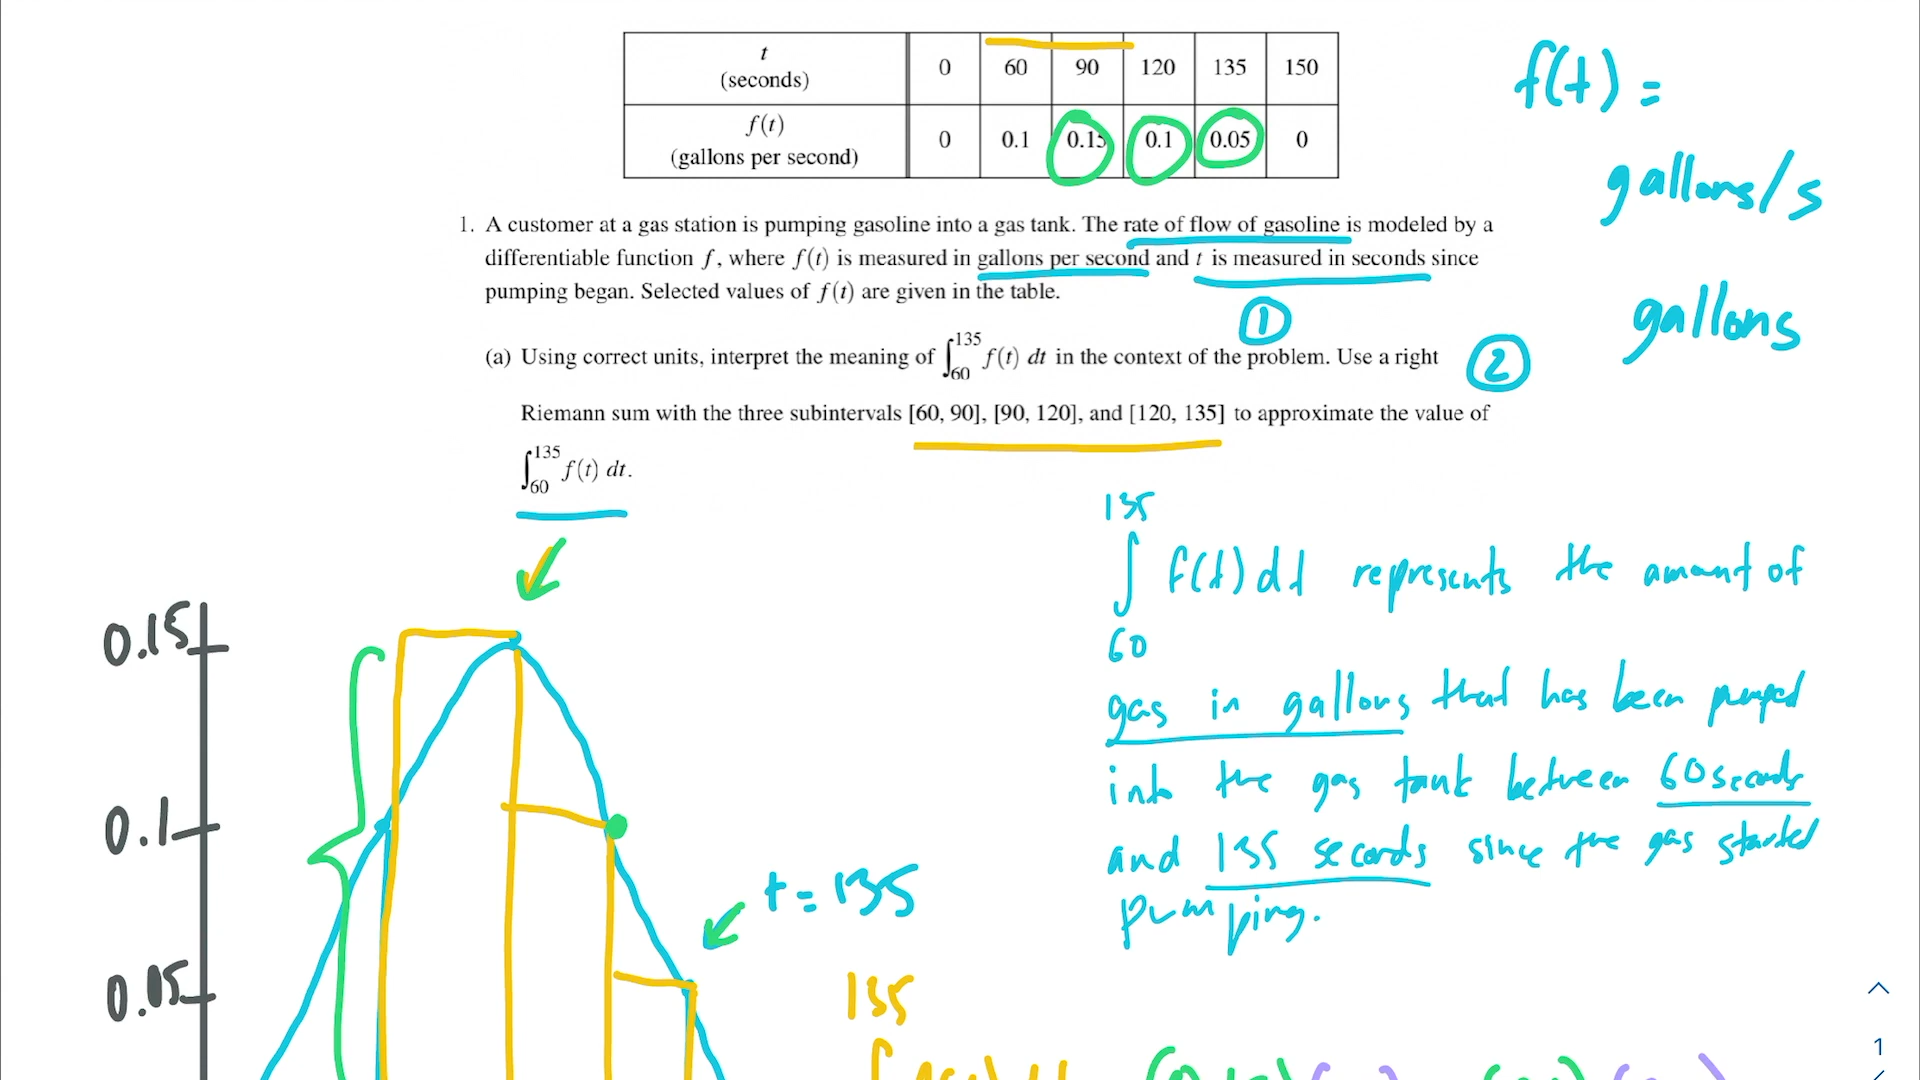 t
(seconds)
0 60 90 120 135 150
f(t)
(gallons per second)
0 0.1 0.15 0.1 0.05 0
f(t) =
gallons/s
gallons
1. A customer at a gas station is pumping gasoline into a gas tank. The rate of flow of gasoline is modeled by a
differentiable function f, where f(t) is measured in gallons per second and t is measured in seconds since
pumping began. Selected values of f(t) are given in the table.
①
(a) Using correct units, interpret the meaning of ∫₆₀¹³⁵ f(t) dt in the context of the problem. Use a right
②
Riemann sum with the three subintervals [60, 90], [90, 120], and [120, 135] to approximate the value of
∫₆₀¹³⁵ f(t) dt.
∫₆₀¹³⁵ f(t) dt represents the amount of
gas in gallons that has been pumped
into the gas tank between 60 seconds
and 135 seconds since the gas started
pumping.
0.15
0.1
0.05
t = 135
135
1